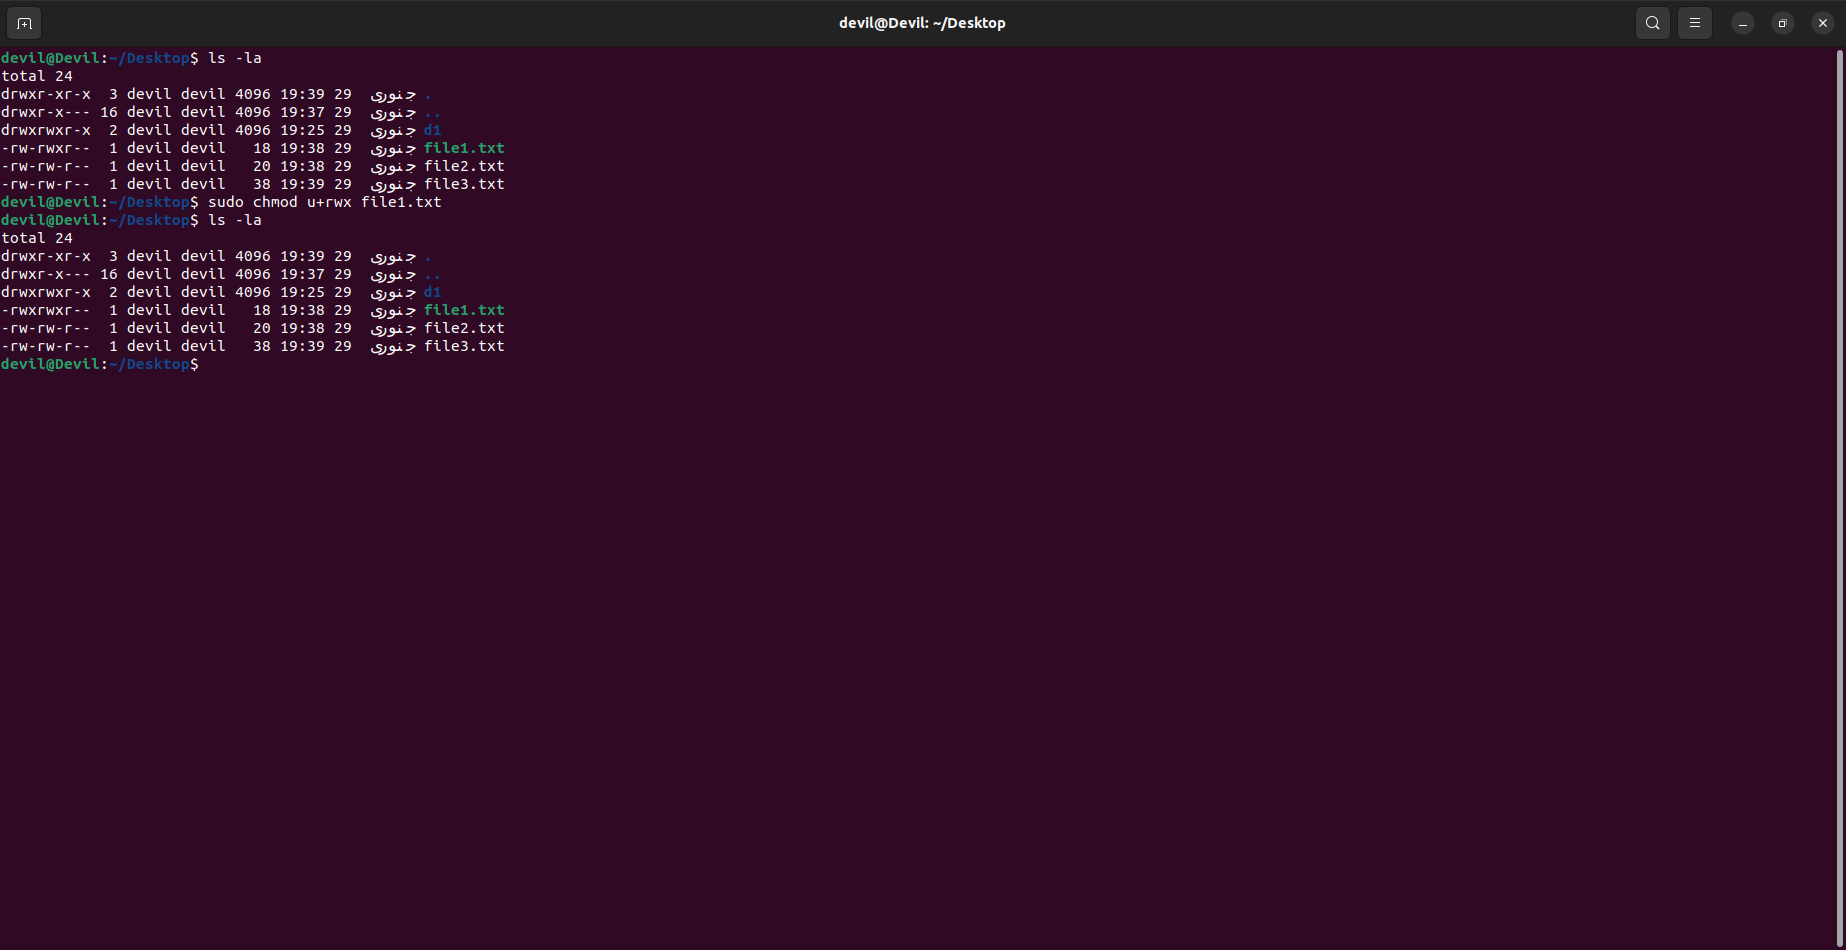 devil@Devil: ~/Desktop
devil@Devil:~/Desktop$ ls -la
total 24
drwxr-xr-x  3 devil devil 4096 19:39 29  جنوری .
drwxr-x--- 16 devil devil 4096 19:37 29  جنوری ..
drwxrwxr-x  2 devil devil 4096 19:25 29  جنوری d1
-rw-rwxr--  1 devil devil   18 19:38 29  جنوری file1.txt
-rw-rw-r--  1 devil devil   20 19:38 29  جنوری file2.txt
-rw-rw-r--  1 devil devil   38 19:39 29  جنوری file3.txt
devil@Devil:~/Desktop$ sudo chmod u+rwx file1.txt
devil@Devil:~/Desktop$ ls -la
total 24
drwxr-xr-x  3 devil devil 4096 19:39 29  جنوری .
drwxr-x--- 16 devil devil 4096 19:37 29  جنوری ..
drwxrwxr-x  2 devil devil 4096 19:25 29  جنوری d1
-rwxrwxr--  1 devil devil   18 19:38 29  جنوری file1.txt
-rw-rw-r--  1 devil devil   20 19:38 29  جنوری file2.txt
-rw-rw-r--  1 devil devil   38 19:39 29  جنوری file3.txt
devil@Devil:~/Desktop$